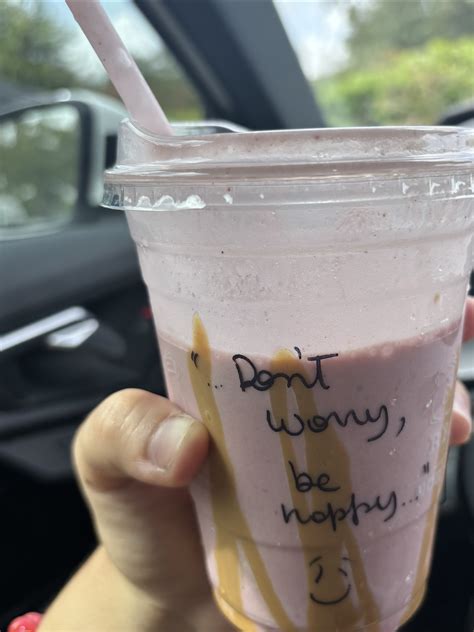 "... Don't
worry,
be
happy..."